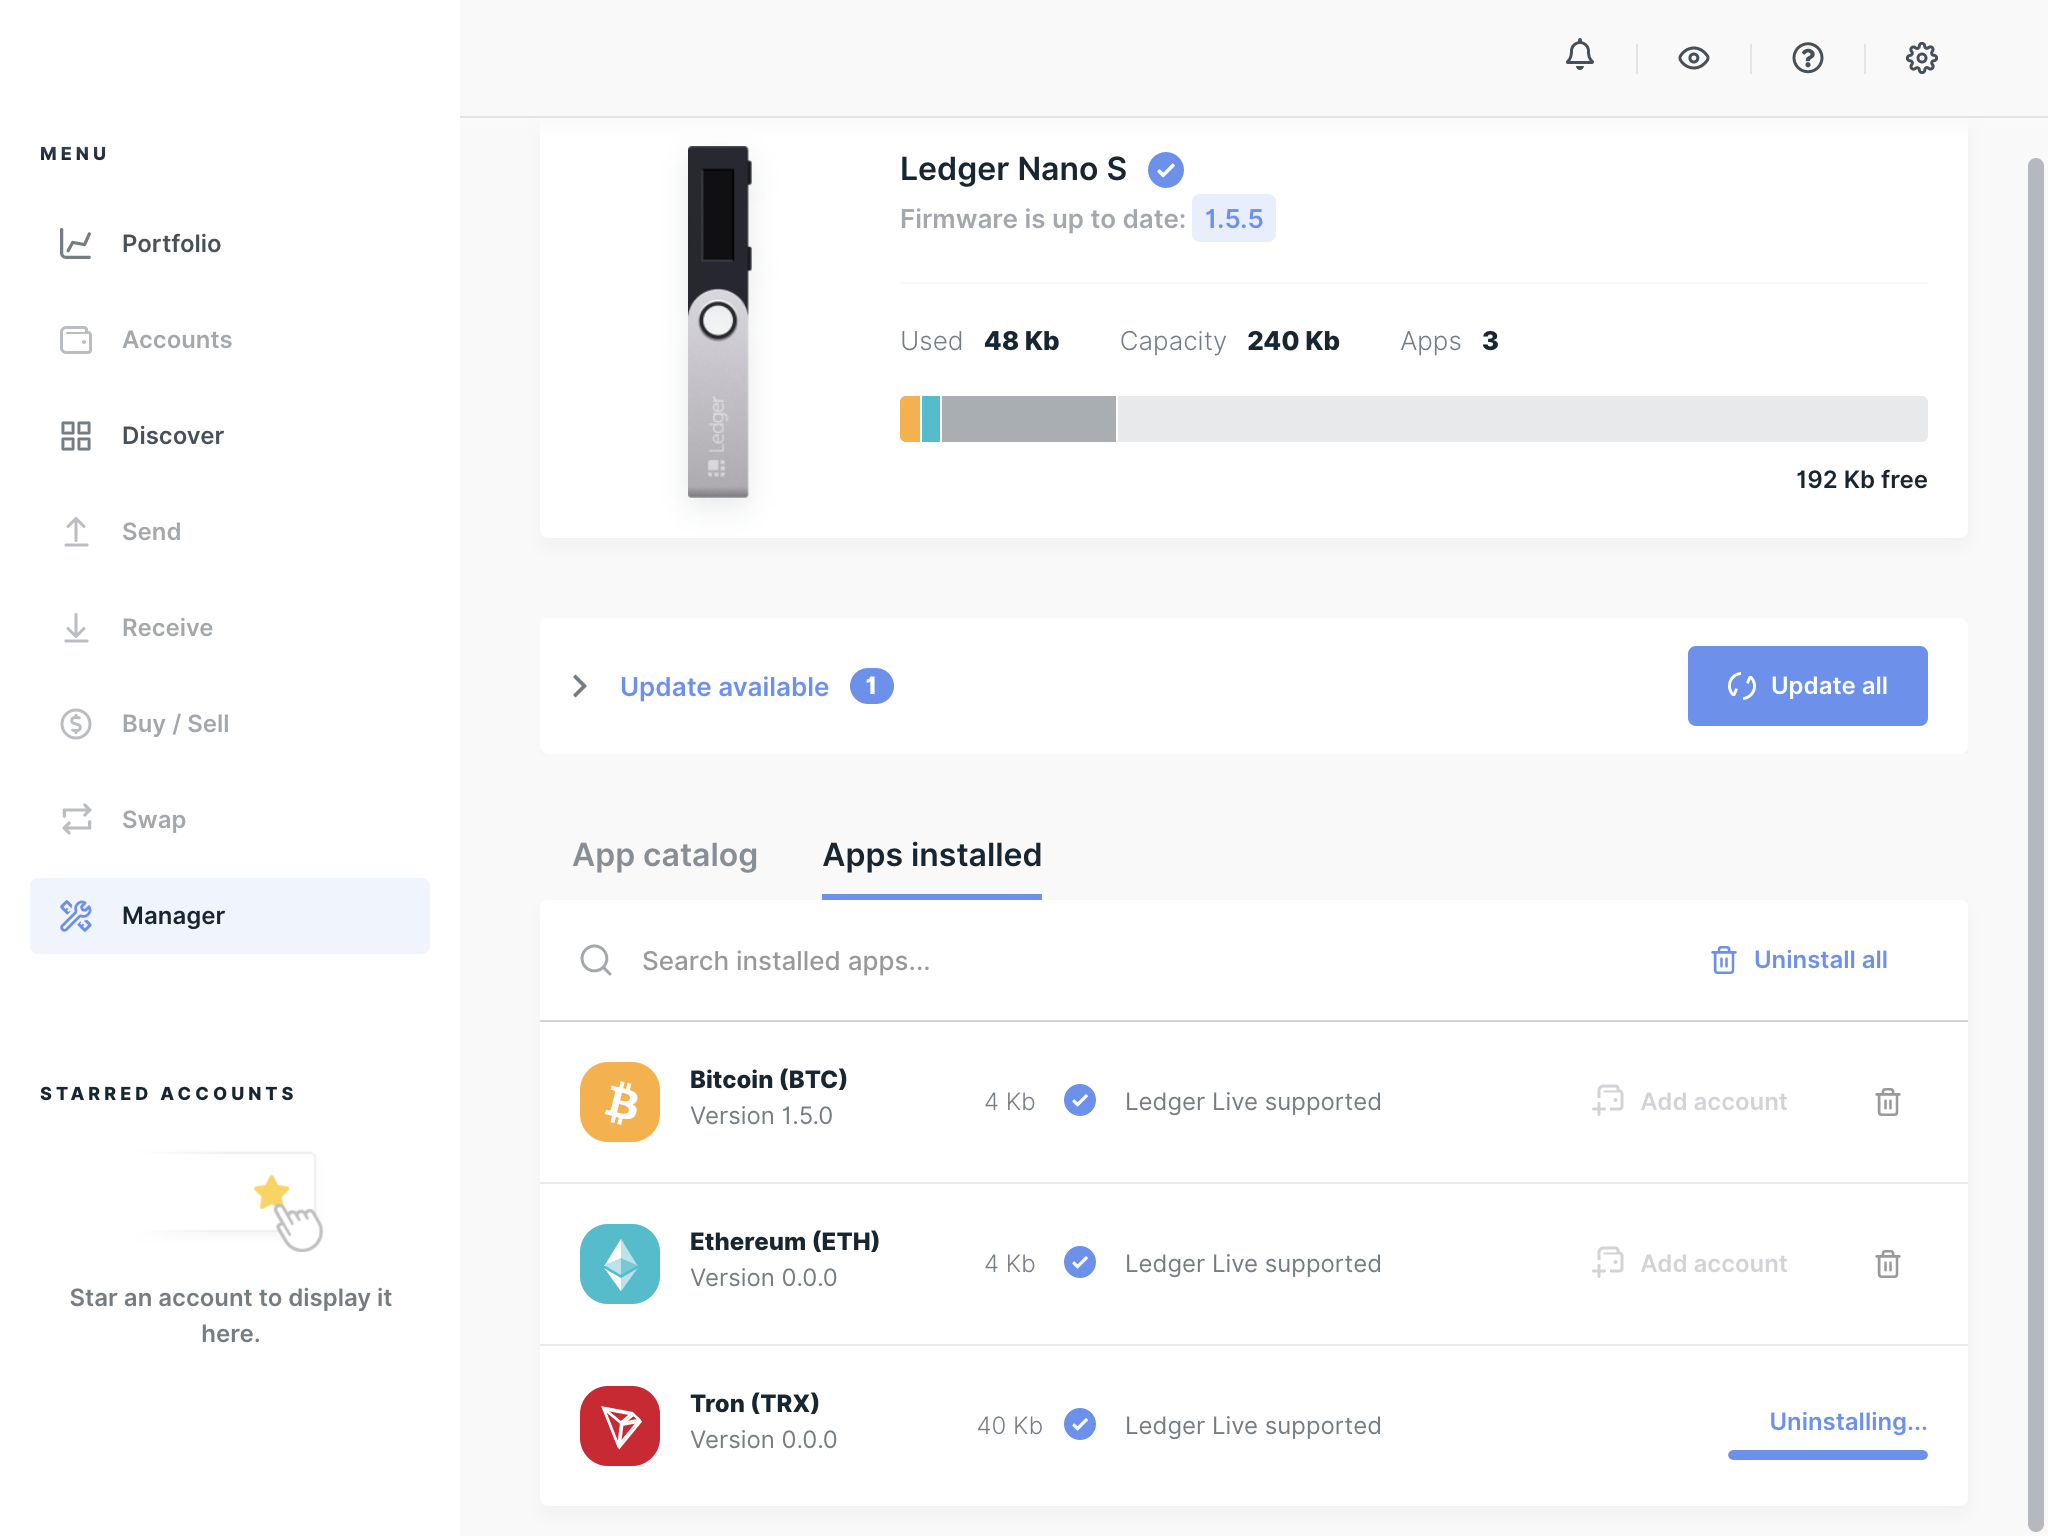 MENU
Portfolio
Accounts
Discover
Send
Receive
Buy / Sell
Swap
Manager
STARRED ACCOUNTS
Star an account to display it
here.
Ledger Nano S
Firmware is up to date: 1.5.5
Used 48 Kb Capacity 240 Kb Apps 3
192 Kb free
Ledger
Update available 1
Update all
App catalog Apps installed
Search installed apps...
Uninstall all
Bitcoin (BTC)
Version 1.5.0
4 Kb Ledger Live supported Add account
Ethereum (ETH)
Version 0.0.0
4 Kb Ledger Live supported Add account
Tron (TRX)
Version 0.0.0
40 Kb Ledger Live supported Uninstalling...